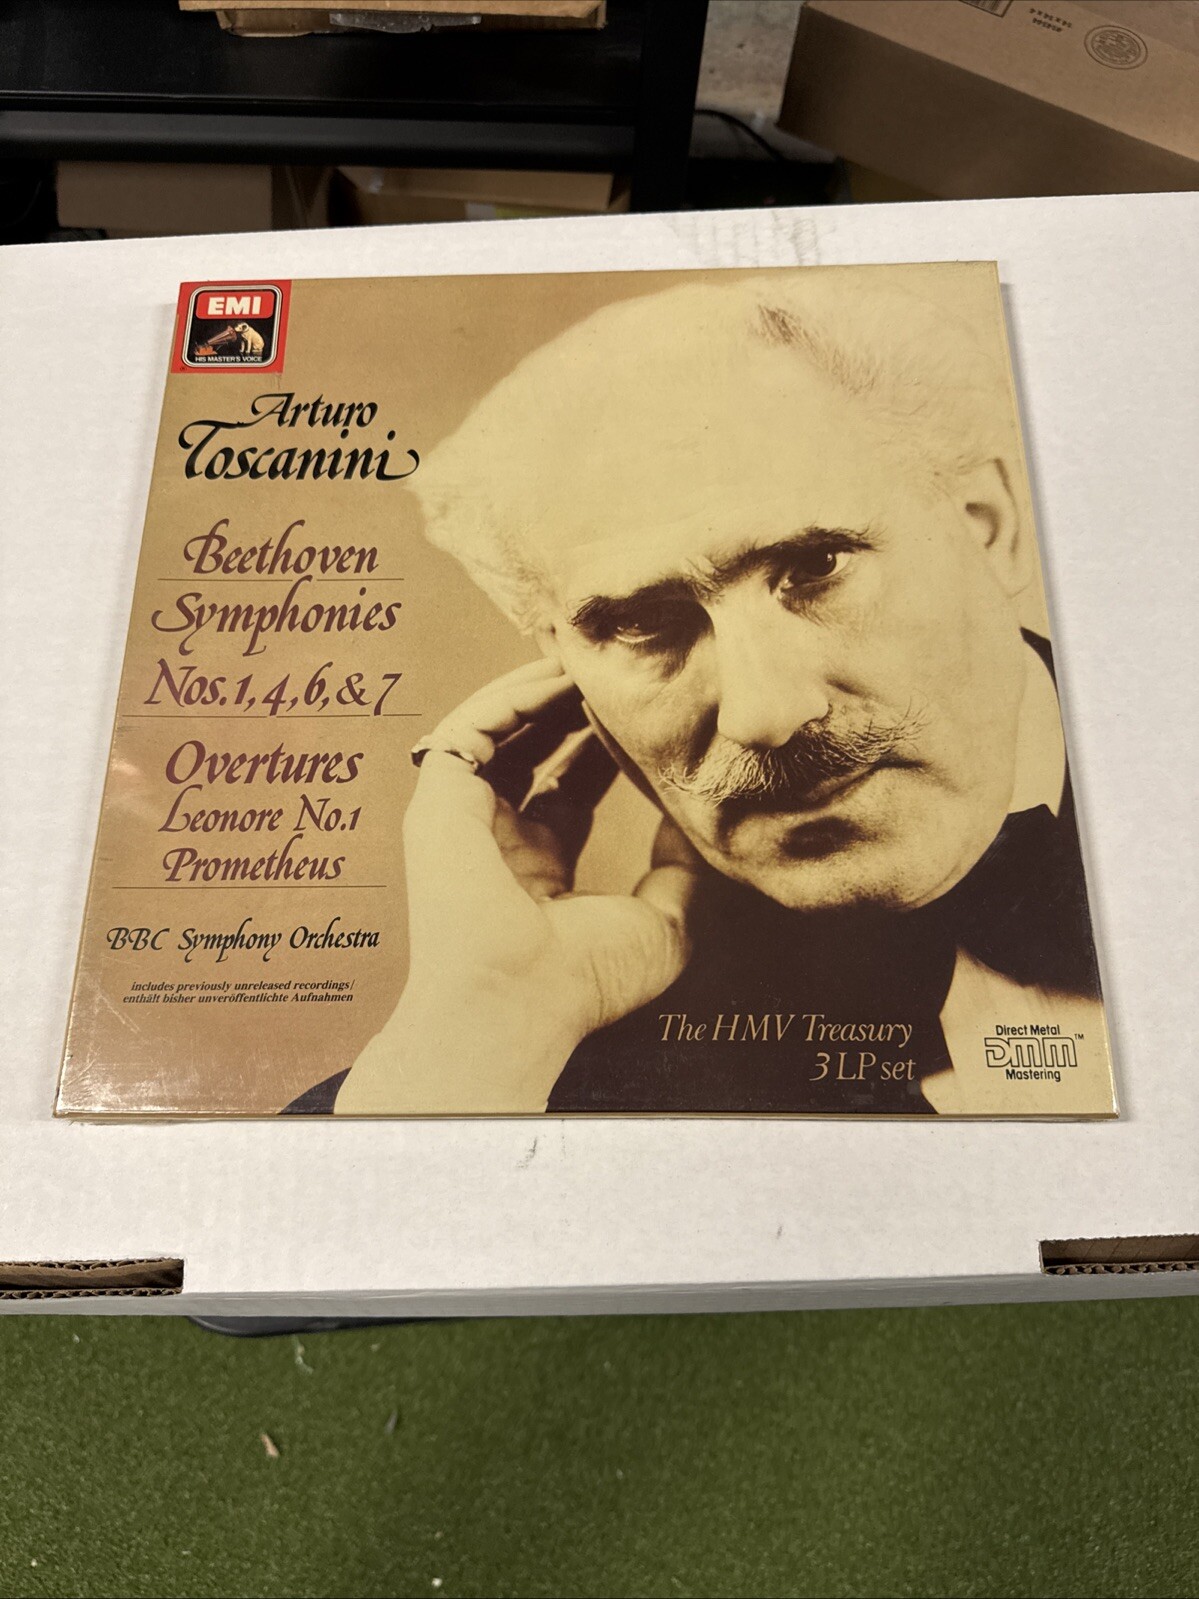 EMI
HIS MASTER'S VOICE
Arturo
Toscanini
Beethoven
Symphonies
Nos. 1, 4, 6, & 7
Overtures
Leonore No.1
Prometheus
BBC Symphony Orchestra
includes previously unreleased recordings/
enthält bisher unveröffentlichte Aufnahmen
The HMV Treasury
3 LP set
Direct Metal
DMM™
Mastering